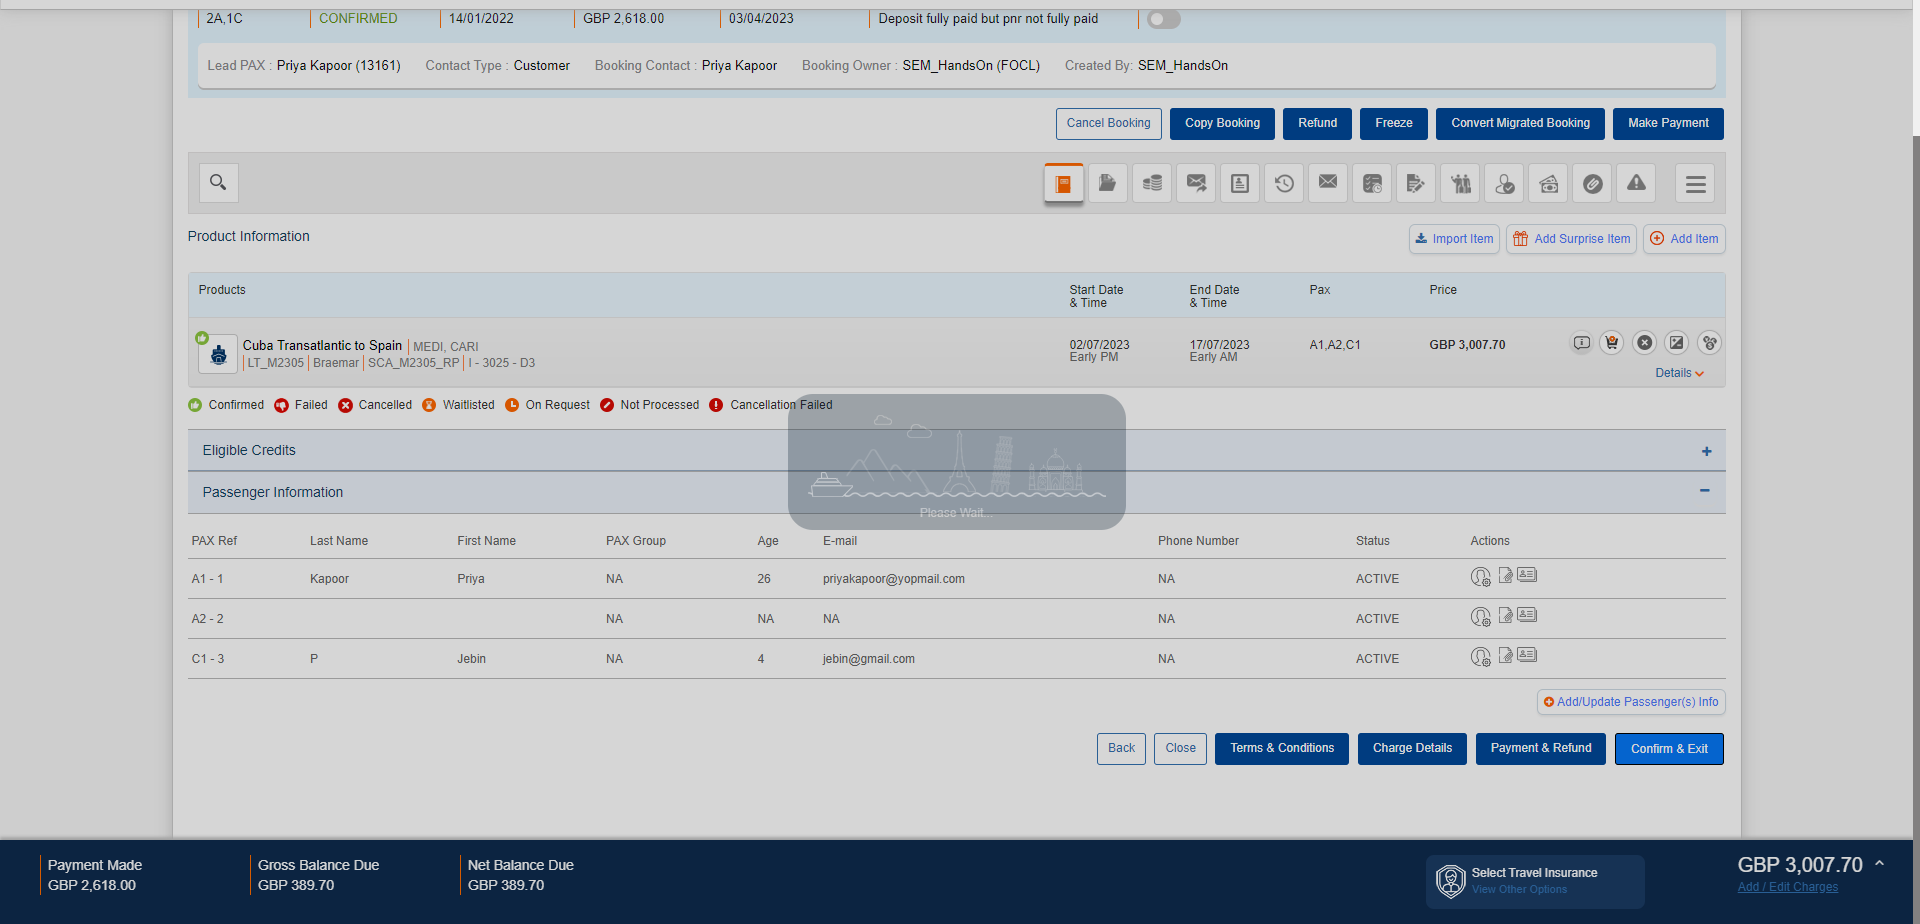 2A,1C CONFIRMED 14/01/2022 GBP 2,618.00 03/04/2023 Deposit fully paid but pnr not fully paid
Lead PAX : Priya Kapoor (13161) Contact Type : Customer Booking Contact : Priya Kapoor Booking Owner : SEM_HandsOn (FOCL) Created By: SEM_HandsOn
Cancel Booking Copy Booking Refund Freeze Convert Migrated Booking Make Payment
Product Information Import Item Add Surprise Item Add Item
Products Start Date & Time End Date & Time Pax Price
Cuba Transatlantic to Spain MEDI, CARI 02/07/2023 17/07/2023 A1,A2,C1 GBP 3,007.70
Early PM Early AM
LT_M2305 Braemar SCA_M2305_RP I - 3025 - D3
Details
Confirmed Failed Cancelled Waitlisted On Request Not Processed Cancellation Failed
Eligible Credits
Passenger Information
Please Wait...
PAX Ref Last Name First Name PAX Group Age E-mail Phone Number Status Actions
A1 - 1 Kapoor Priya NA 26 priyakapoor@yopmail.com NA ACTIVE
A2 - 2 NA NA NA NA ACTIVE
C1 - 3 P Jebin NA 4 jebin@gmail.com NA ACTIVE
Add/Update Passenger(s) Info
Back Close Terms & Conditions Charge Details Payment & Refund Confirm & Exit
Payment Made Gross Balance Due Net Balance Due Select Travel Insurance GBP 3,007.70
GBP 2,618.00 GBP 389.70 GBP 389.70 View Other Options Add / Edit Charges